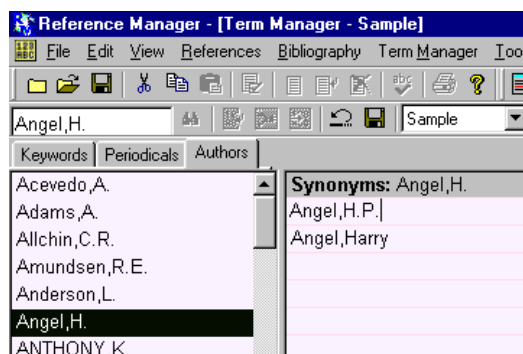 Reference Manager - [Term Manager - Sample]
File Edit View References Bibliography Term Manager Too
Angel,H. Sample
Keywords Periodicals Authors
Acevedo,A.
Adams,A.
Allchin,C.R.
Amundsen,R.E.
Anderson,L.
Angel,H.
ANTHONY,K
Synonyms: Angel,H.
Angel,H.P.
Angel,Harry